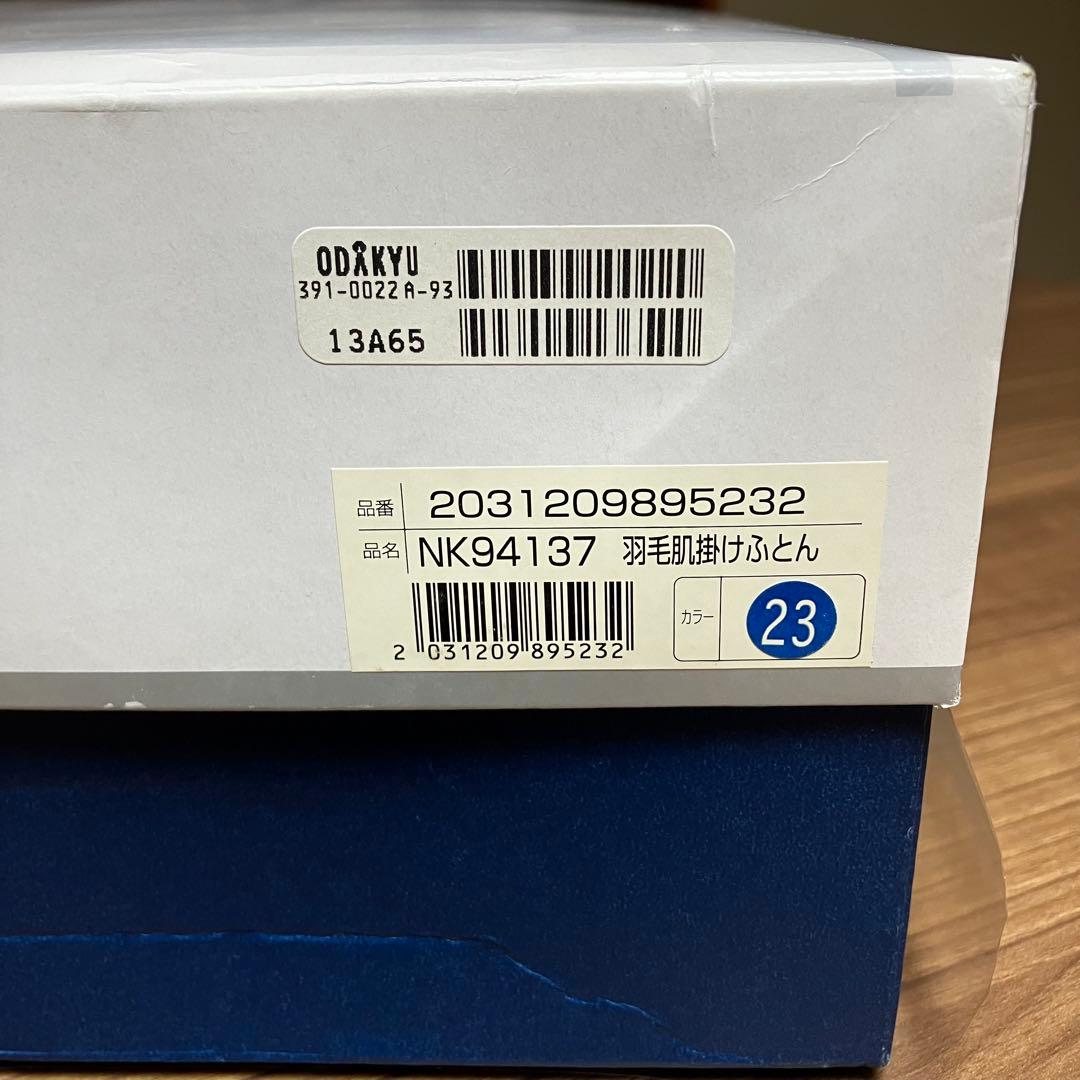 ODAKYU
391-0022 A-93
13A65
品番 2031209895232
品名 NK94137 羽毛肌掛けふとん
カラー 23
2 031209 895232